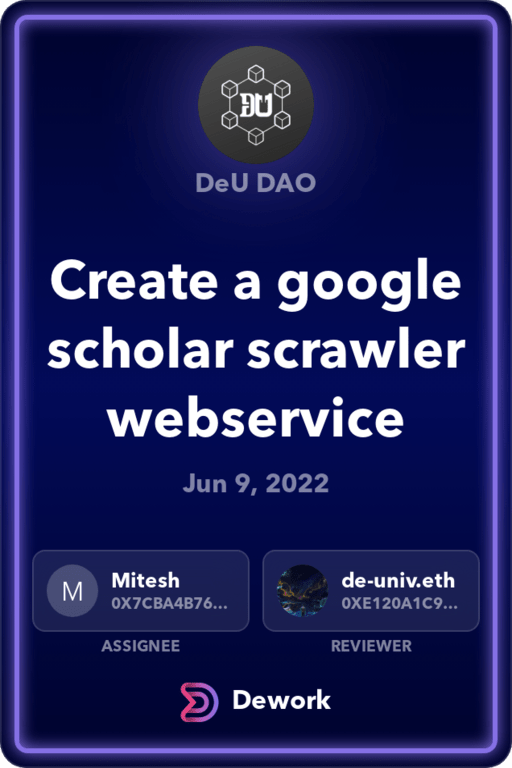 DU
DeU DAO
Create a google
scholar scrawler
webservice
Jun 9, 2022
M
Mitesh
0X7CBA4B76...
ASSIGNEE
de-univ.eth
0XE120A1C9...
REVIEWER
Dework